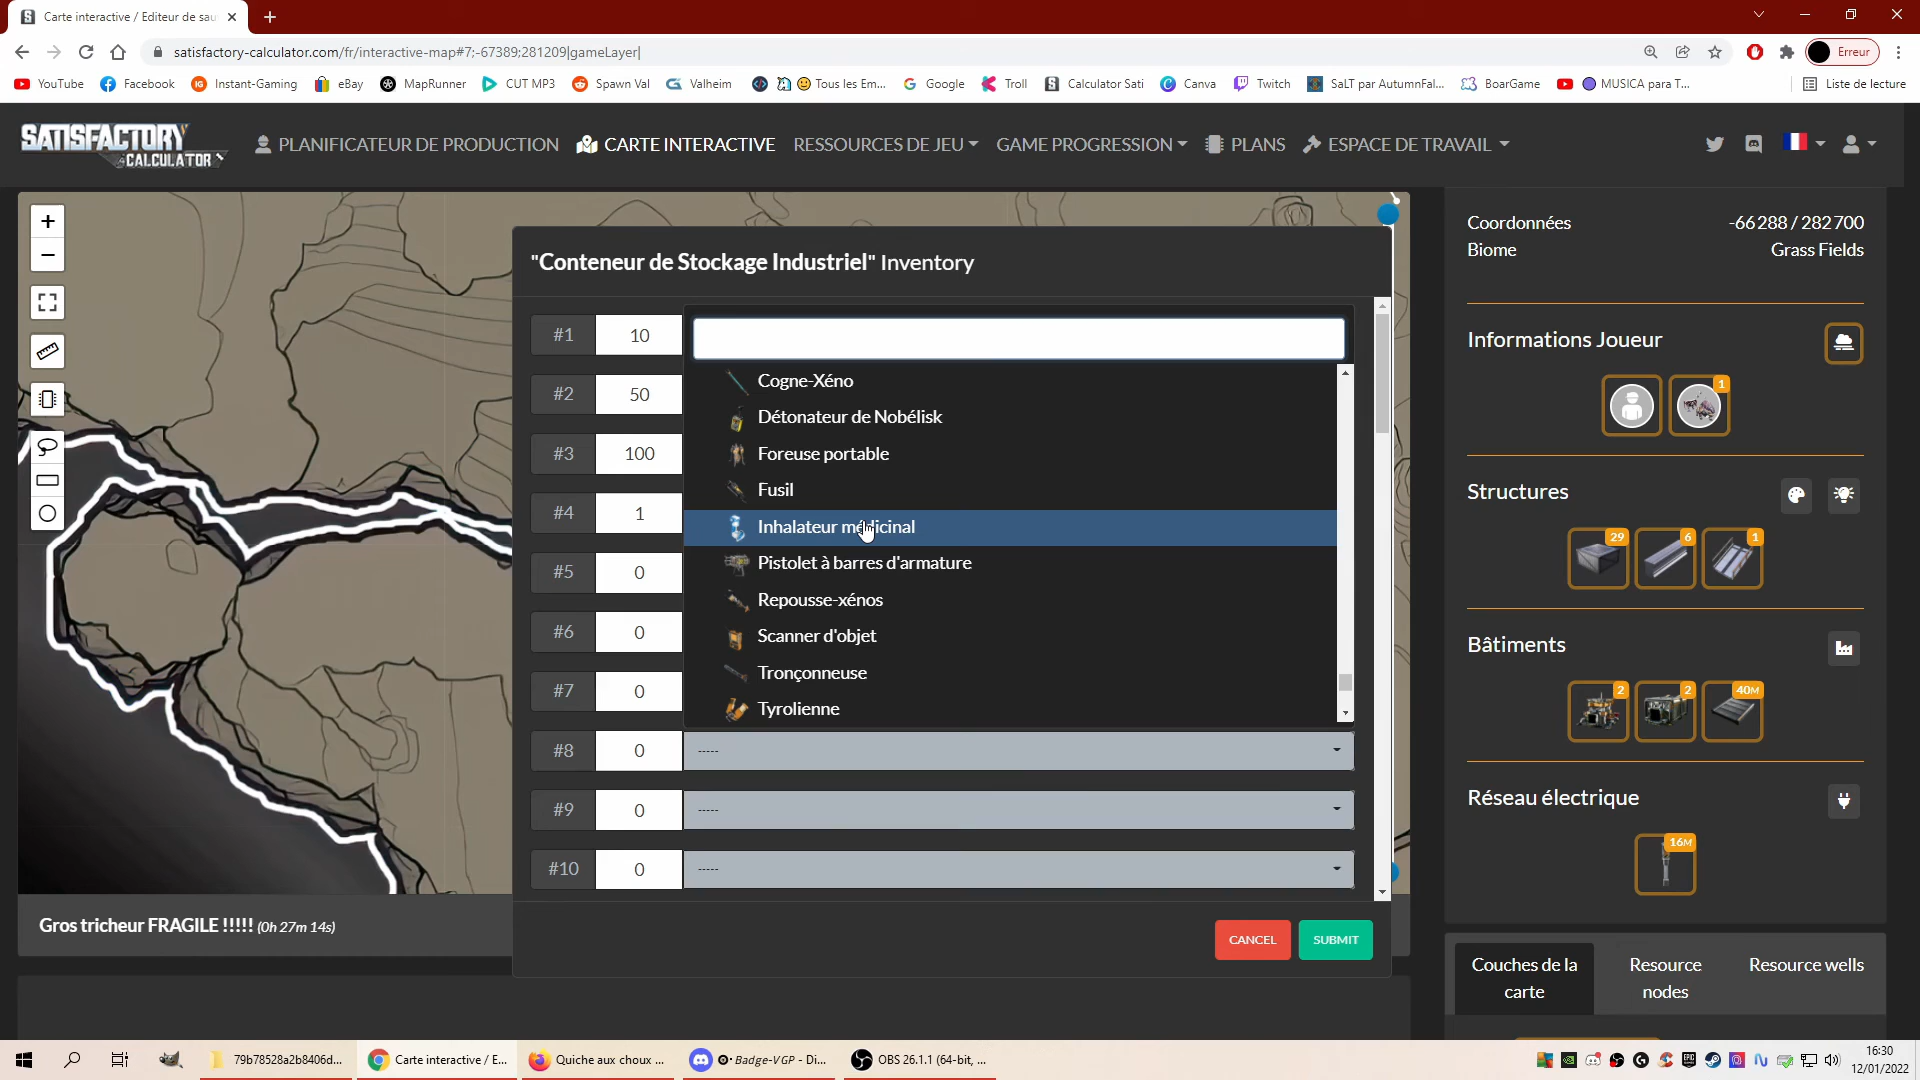 Carte interactive / Editeur de sau
satisfactory-calculator.com/fr/interactive-map#7;-67389;281209|gameLayer|
Erreur
YouTube
Facebook
Instant-Gaming
eBay
MapRunner
CUT MP3
Spawn Val
Valheim
Tous les Em...
Google
Troll
Calculator Sati
Canva
Twitch
SaLT par AutumnFal...
BoarGame
MUSICA para T...
Liste de lecture
SATISFACTORY
CALCULATOR
PLANIFICATEUR DE PRODUCTION
CARTE INTERACTIVE
RESSOURCES DE JEU
GAME PROGRESSION
PLANS
ESPACE DE TRAVAIL
+
−
"Conteneur de Stockage Industriel" Inventory
#1 10
#2 50
#3 100
#4 1
#5 0
#6 0
#7 0
#8 0 -----
#9 0 -----
#10 0 -----
Cogne-Xéno
Détonateur de Nobélisk
Foreuse portable
Fusil
Inhalateur médicinal
Pistolet à barres d'armature
Repousse-xénos
Scanner d'objet
Tronçonneuse
Tyrolienne
CANCEL
SUBMIT
Gros tricheur FRAGILE !!!!! (0h 27m 14s)
Coordonnées -66 288 / 282 700
Biome Grass Fields
Informations Joueur
1
Structures
29
6
1
Bâtiments
2
2
40M
Réseau électrique
16M
Couches de la
carte
Resource
nodes
Resource wells
79b78528a2b8406d...
Carte interactive / E...
Quiche aux choux ...
Badge-VGP - Di...
OBS 26.1.1 (64-bit, ...
16:30
12/01/2022